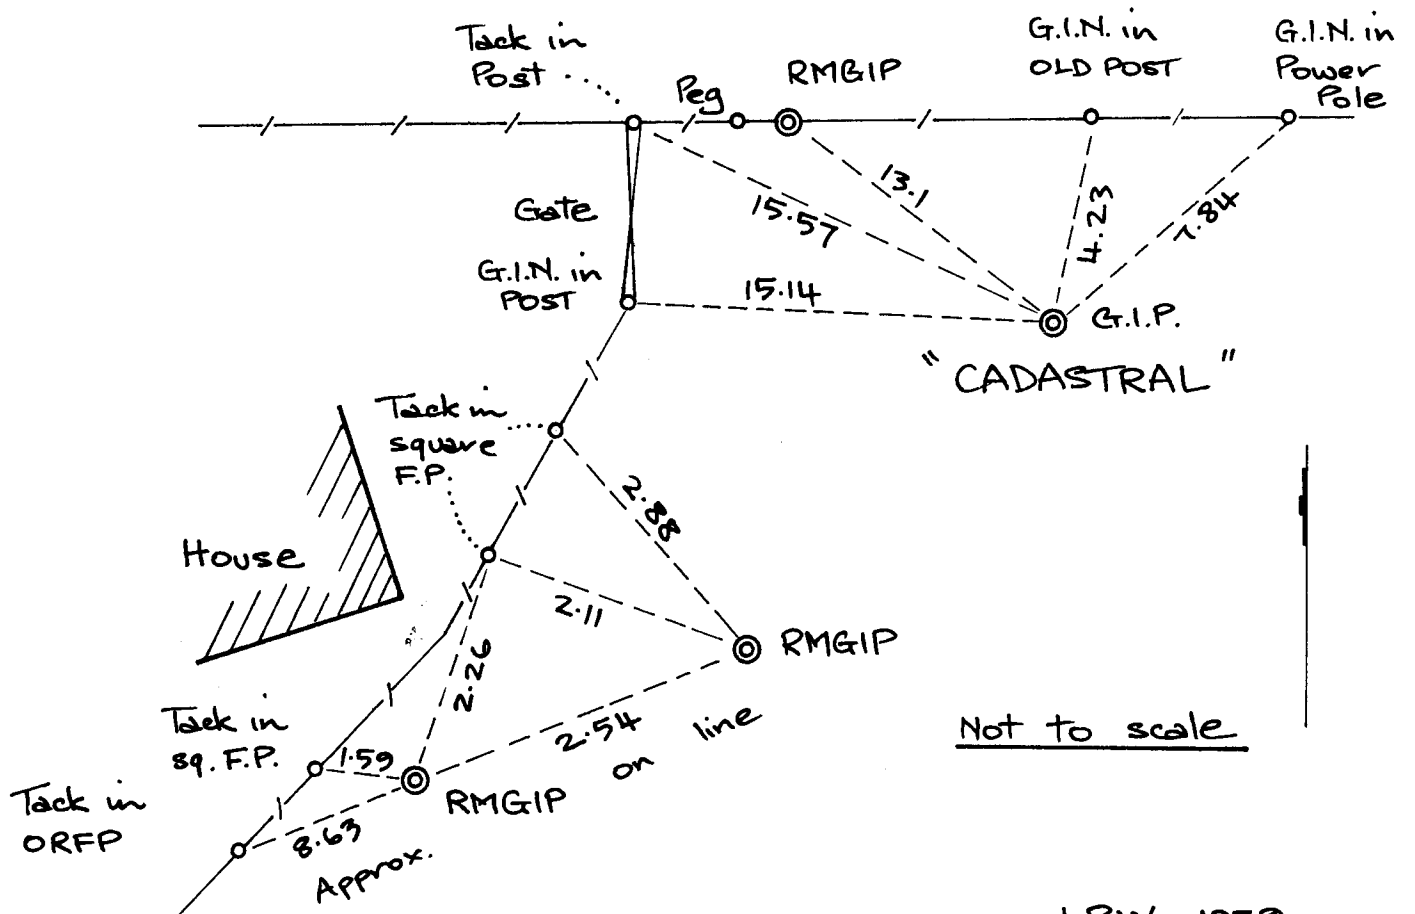 Tack in
Post
Peg
RMGIP
G.I.N. in
OLD POST
G.I.N. in
Power
Pole
Gate
13.1
15.57
4.23
7.84
G.I.N. in
POST
15.14
G.I.P.
" CADASTRAL "
Tack in
square
F.P.
2.88
House
2.11
RMGIP
2.26
Tack in
sq. F.P.
1.59
2.54
on line
Not to scale
RMGIP
Tack in
ORFP
8.63
Approx.